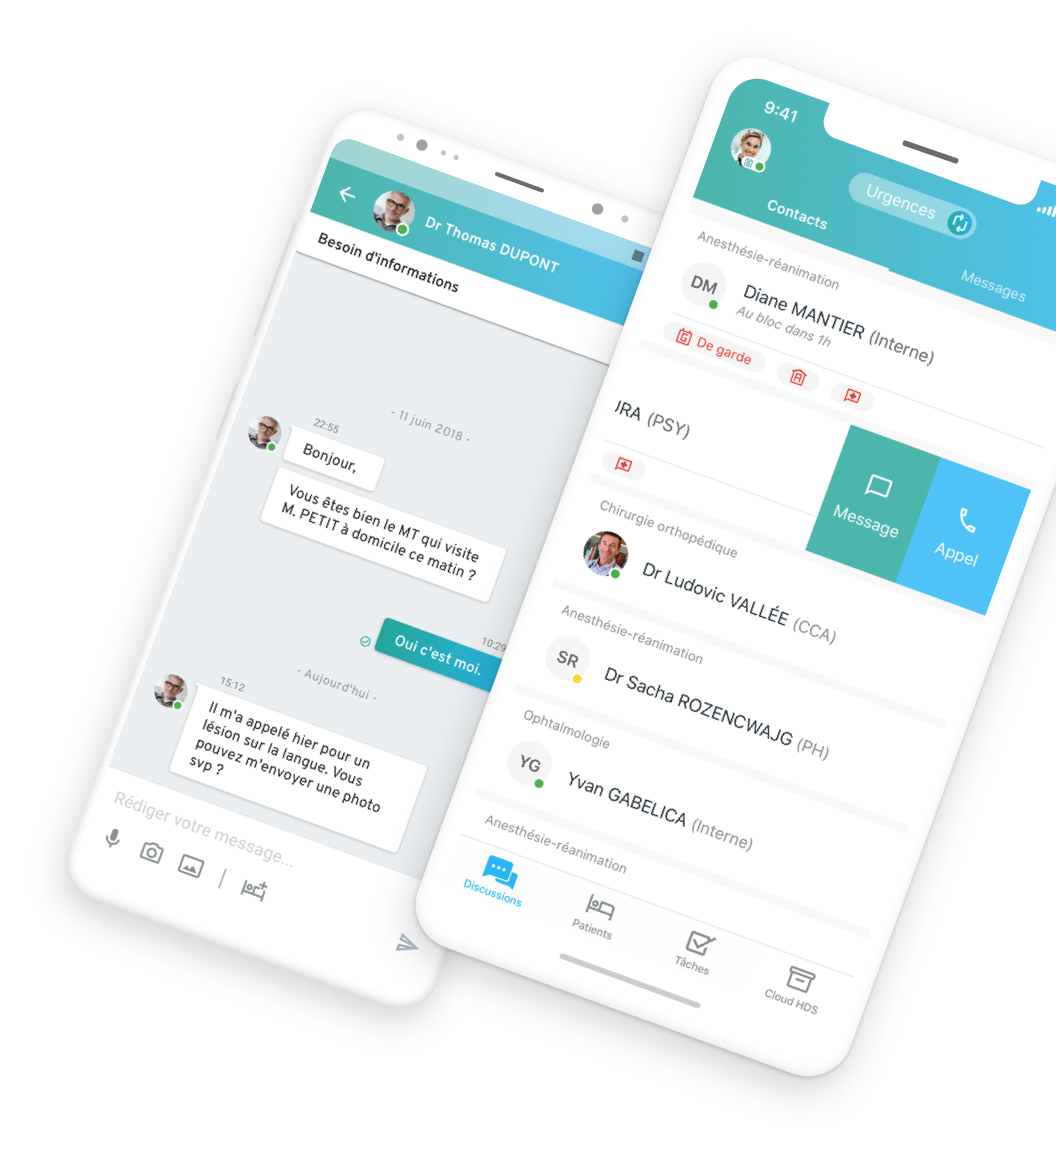 Dr Thomas DUPONT
Besoin d'informations
- 11 juin 2018 -
22:55
Bonjour,
Vous êtes bien le MT qui visite
M. PETIT à domicile ce matin ?
10:29
Oui c'est moi.
- Aujourd'hui -
15:12
Il m'a appelé hier pour un
lésion sur la langue. Vous
pouvez m'envoyer une photo
svp ?
Rédiger votre message...
9:41
Urgences
Contacts
Messages
Anesthésie-réanimation
DM
Diane MANTIER (Interne)
Au bloc dans 1h
De garde
URA (PSY)
Message
Appel
Chirurgie orthopédique
Dr Ludovic VALLÉE (CCA)
Anesthésie-réanimation
SR
Dr Sacha ROZENCWAJG (PH)
Ophtalmologie
YG
Yvan GABELICA (Interne)
Anesthésie-réanimation
Discussions
Patients
Tâches
Cloud HDS